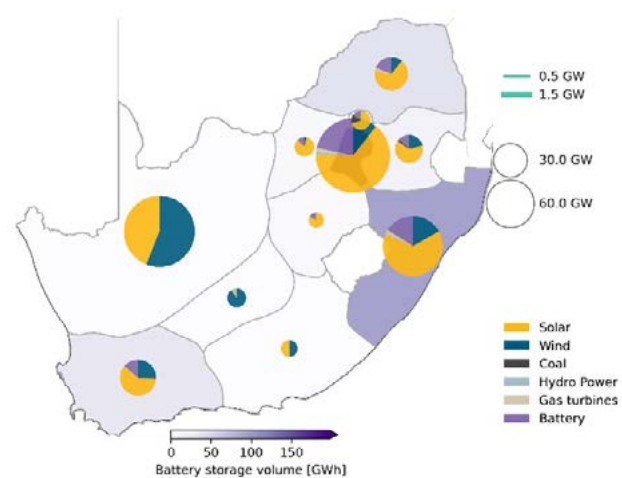 0.5 GW
1.5 GW
30.0 GW
60.0 GW
Solar
Wind
Coal
Hydro Power
Gas turbines
Battery
0 50 100 150
Battery storage volume [GWh]